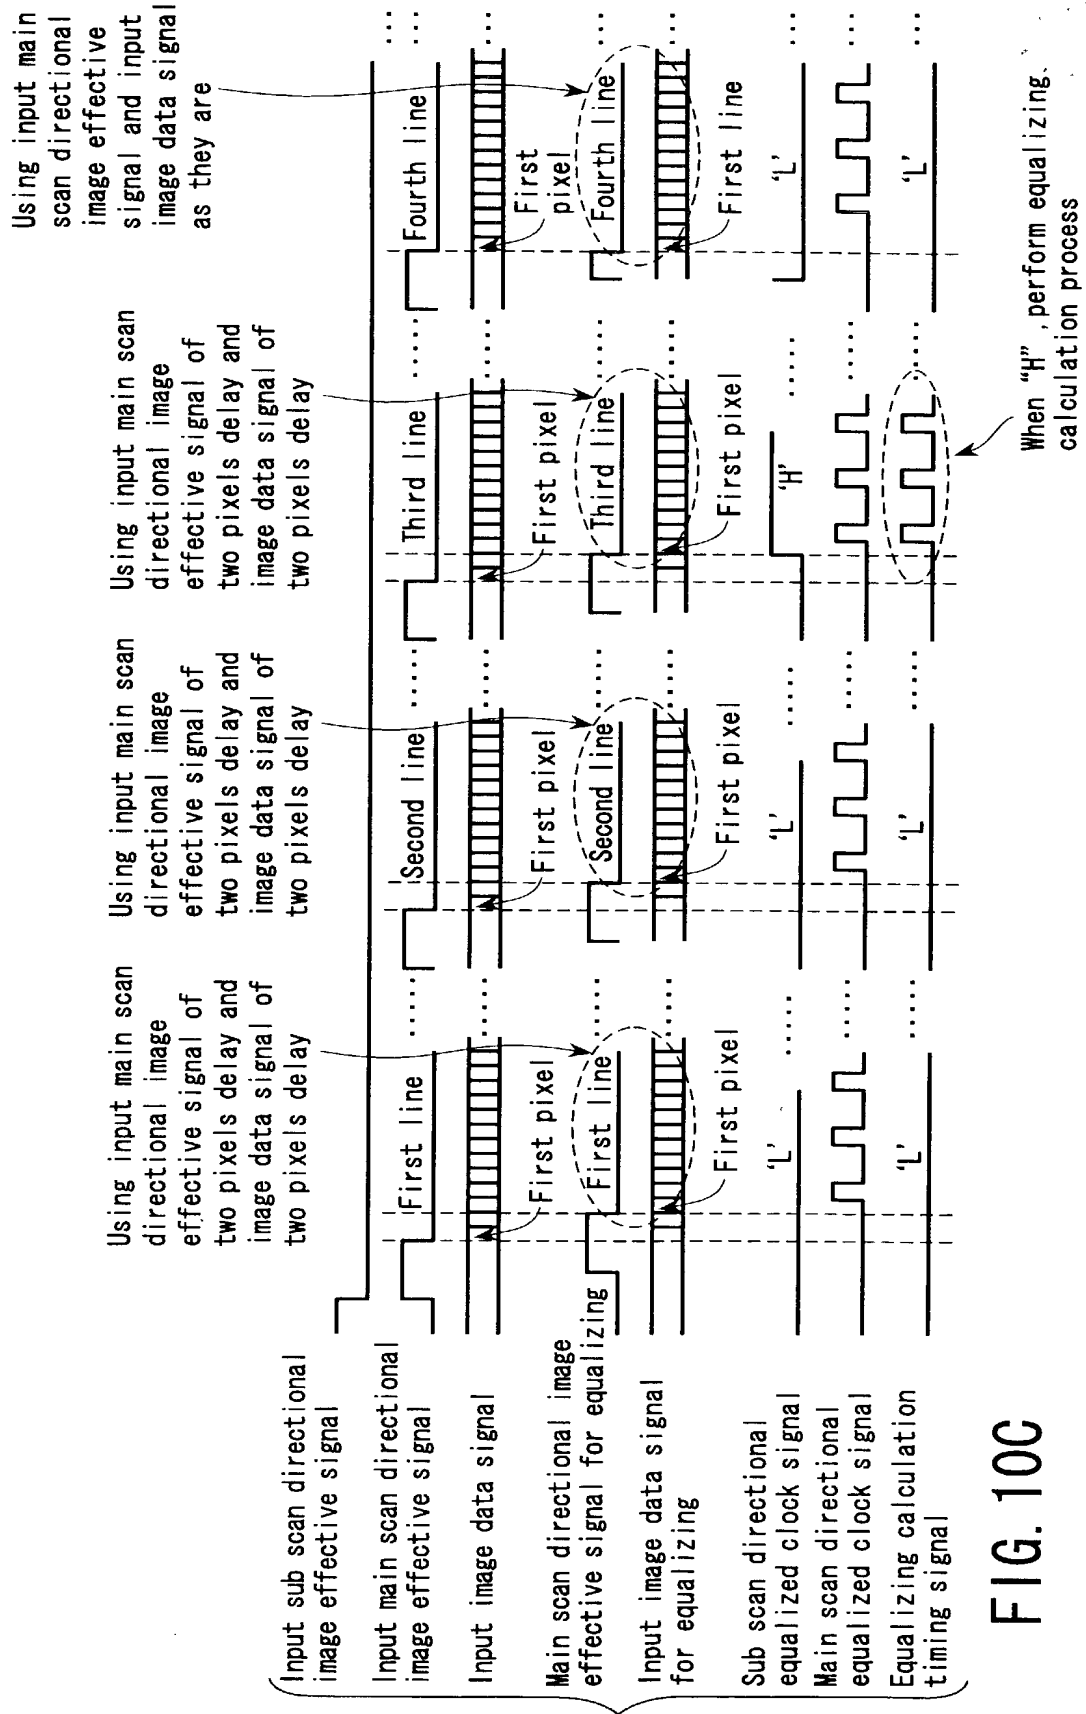 Using input main scan
directional image
effective signal of
two pixels delay and
image data signal of
two pixels delay
Using input main scan
directional image
effective signal of
two pixels delay and
image data signal of
two pixels delay
Using input main scan
directional image
effective signal of
two pixels delay and
image data signal of
two pixels delay
Using input main
scan directional
image effective
signal and input
image data signal
as they are
Input sub scan directional
image effective signal
Input main scan directional
image effective signal
First line
......
Second line
.....
Third line
.....
Fourth line
...
Input image data signal
.....
.....
.....
...
First pixel
First pixel
First pixel
First
pixel
Main scan directional image
effective signal for equalizing
First line
.....
Second line
.....
Third line
.....
Fourth line
...
Input image data signal
for equalizing
.....
.....
.....
...
First pixel
First pixel
First pixel
First line
Sub scan directional
equalized clock signal
'L'
.....
'L'
.....
'H'
.....
'L'
...
Main scan directional
equalized clock signal
.....
.....
.....
...
Equalizing calculation
timing signal
'L'
.....
'L'
.....
.....
'L'
...
When "H", perform equalizing
calculation process
FIG. 10C